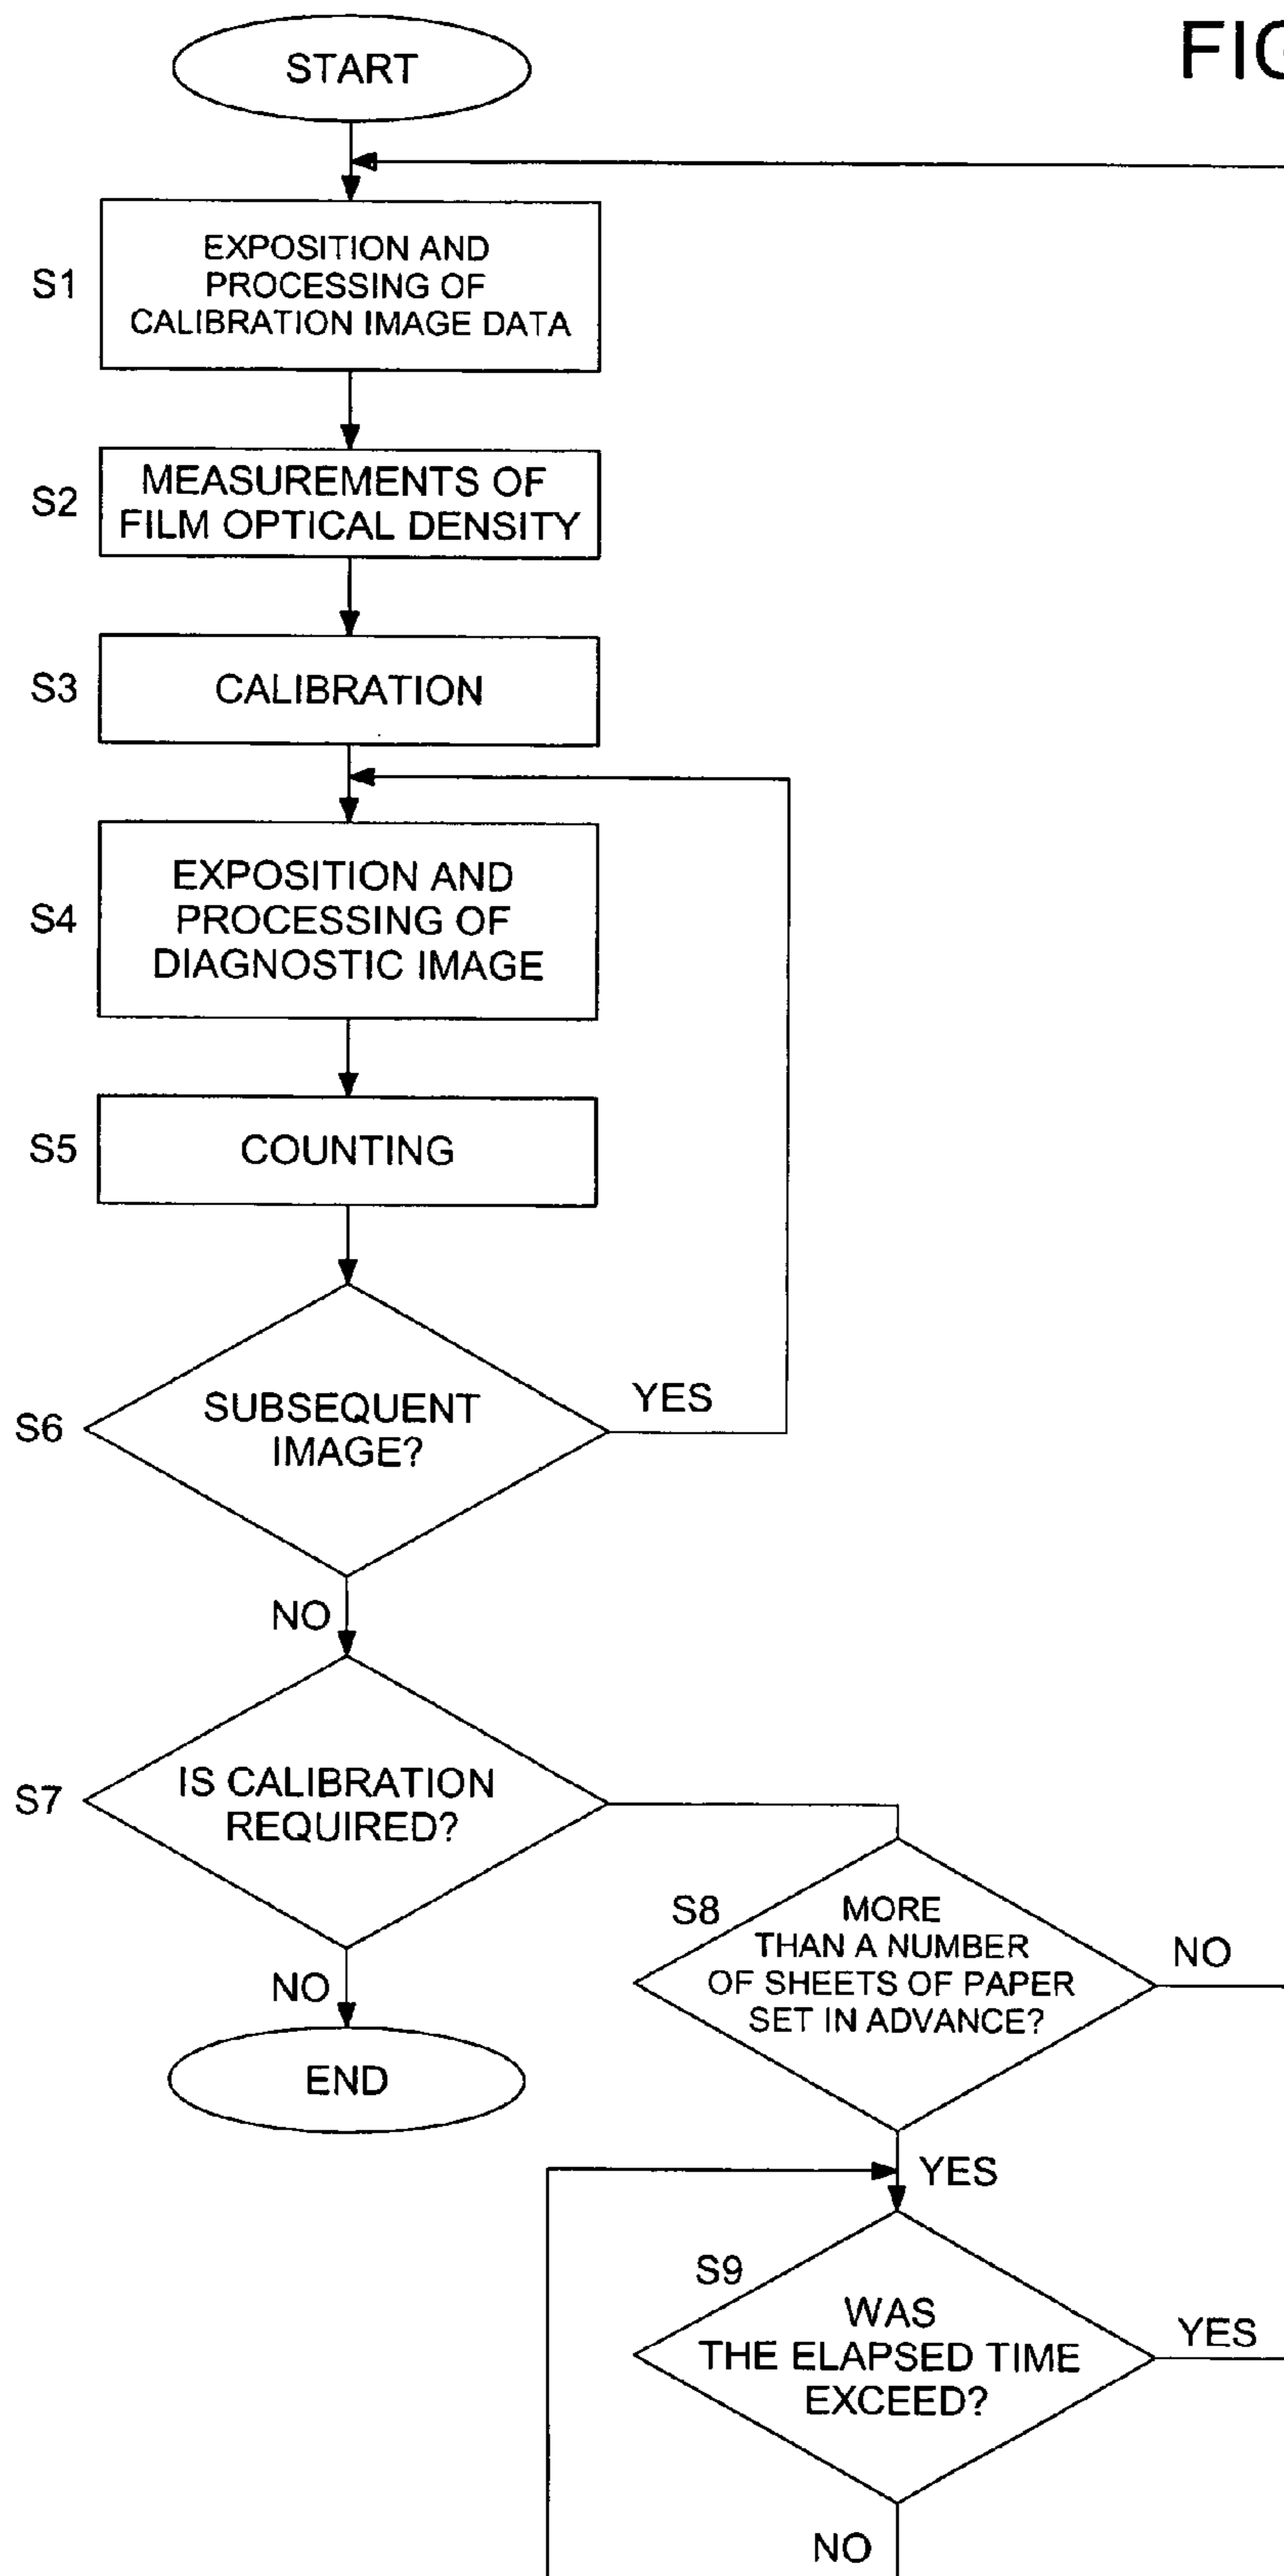 FIG
START
S1
EXPOSITION AND
PROCESSING OF
CALIBRATION IMAGE DATA
S2
MEASUREMENTS OF
FILM OPTICAL DENSITY
S3
CALIBRATION
S4
EXPOSITION AND
PROCESSING OF
DIAGNOSTIC IMAGE
S5
COUNTING
S6
SUBSEQUENT
IMAGE?
YES
NO
S7
IS CALIBRATION
REQUIRED?
NO
END
S8
MORE
THAN A NUMBER
OF SHEETS OF PAPER
SET IN ADVANCE?
NO
YES
S9
WAS
THE ELAPSED TIME
EXCEED?
YES
NO